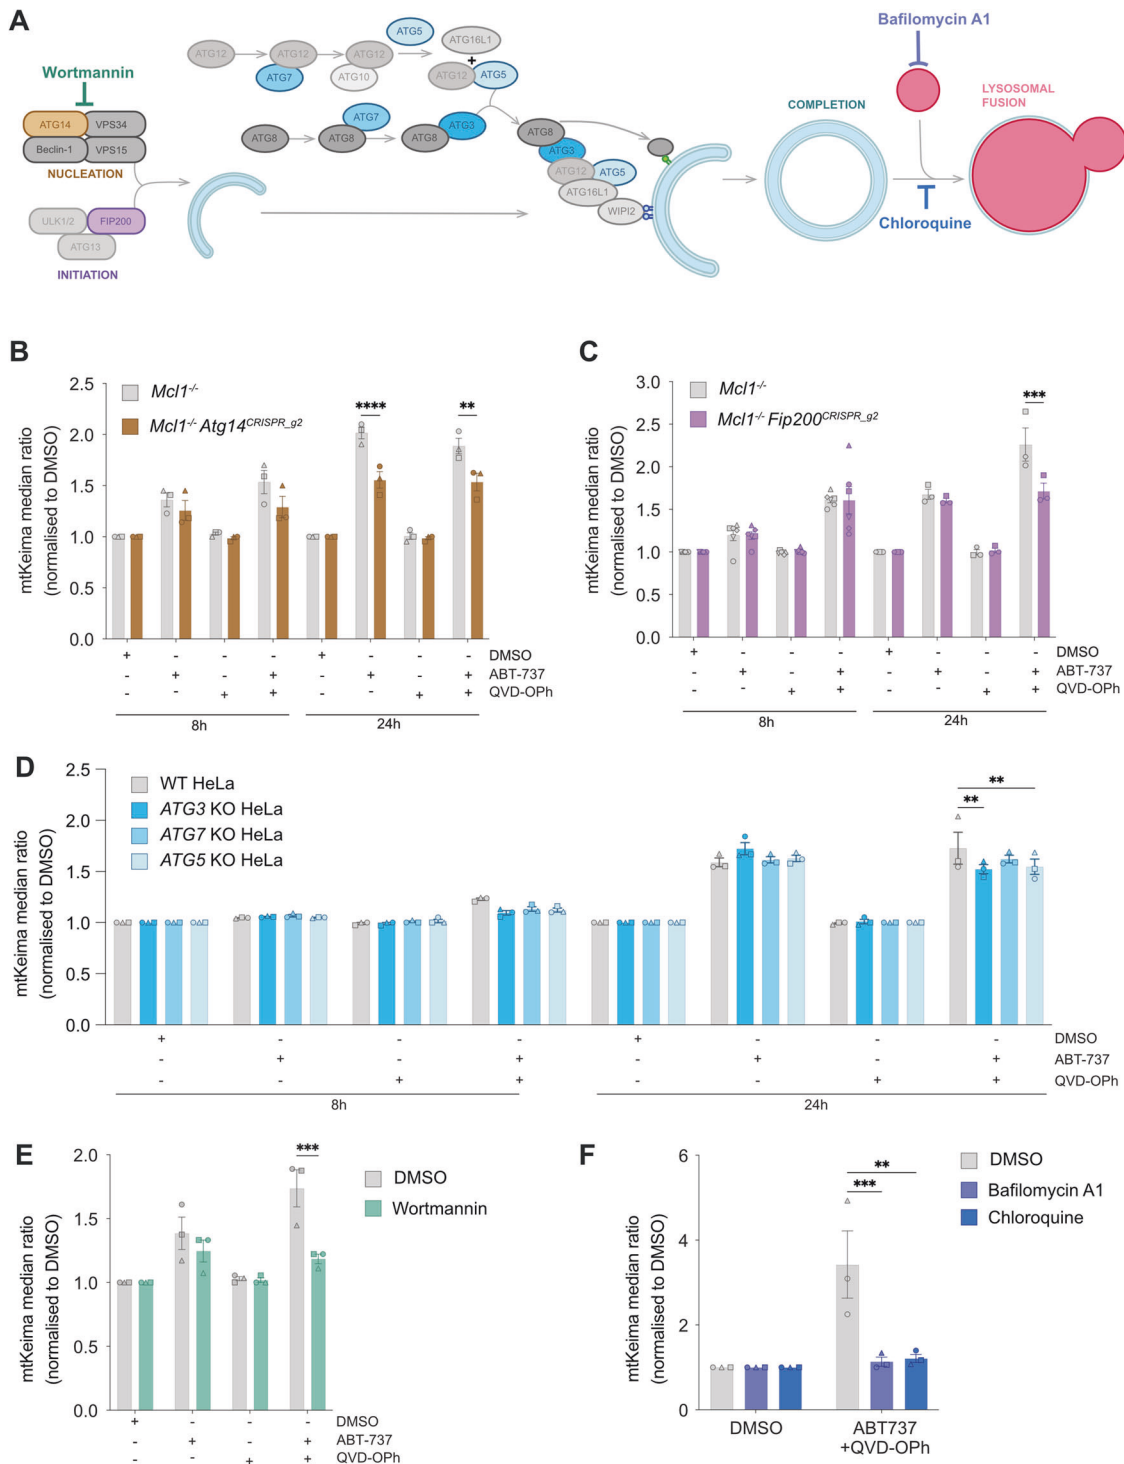 A
Wortmannin
ATG14
VPS34
Beclin-1
VPS15
NUCLEATION
ULK1/2
FIP200
ATG13
INITIATION
ATG12
ATG12
ATG7
ATG12
ATG10
ATG5
ATG16L1
+
ATG12
ATG5
ATG8
ATG8
ATG7
ATG8
ATG3
ATG8
ATG3
ATG12
ATG5
ATG16L1
WIPI2
COMPLETION
Bafilomycin A1
Chloroquine
LYSOSOMAL
FUSION
B
mtKeima median ratio
(normalised to DMSO)
2.5
2.0
1.5
1.0
0.5
0.0
Mcl1-/-
Mcl1-/- Atg14CRISPR_g2
****
**
+ - - - + - - - DMSO
- + - + - + - + ABT-737
- - + + - - + + QVD-OPh
8h
24h
C
mtKeima median ratio
(normalised to DMSO)
3.0
2.5
2.0
1.5
1.0
0.5
0.0
Mcl1-/-
Mcl1-/- Fip200CRISPR_g2
***
+ - - - + - - - DMSO
- + - + - + - + ABT-737
- - + + - - + + QVD-OPh
8h
24h
D
mtKeima median ratio
(normalised to DMSO)
2.5
2.0
1.5
1.0
0.5
0.0
WT HeLa
ATG3 KO HeLa
ATG7 KO HeLa
ATG5 KO HeLa
**
**
+ - - - + - - - DMSO
- + - + - + - + ABT-737
- - + + - - + + QVD-OPh
8h
24h
E
mtKeima median ratio
(normalised to DMSO)
2.0
1.5
1.0
0.5
0.0
***
DMSO
Wortmannin
+ - - - DMSO
- + - + ABT-737
- - + + QVD-OPh
F
mtKeima median ratio
(normalised to DMSO)
6
4
2
0
**
***
DMSO
Bafilomycin A1
Chloroquine
DMSO
ABT737
+QVD-OPh